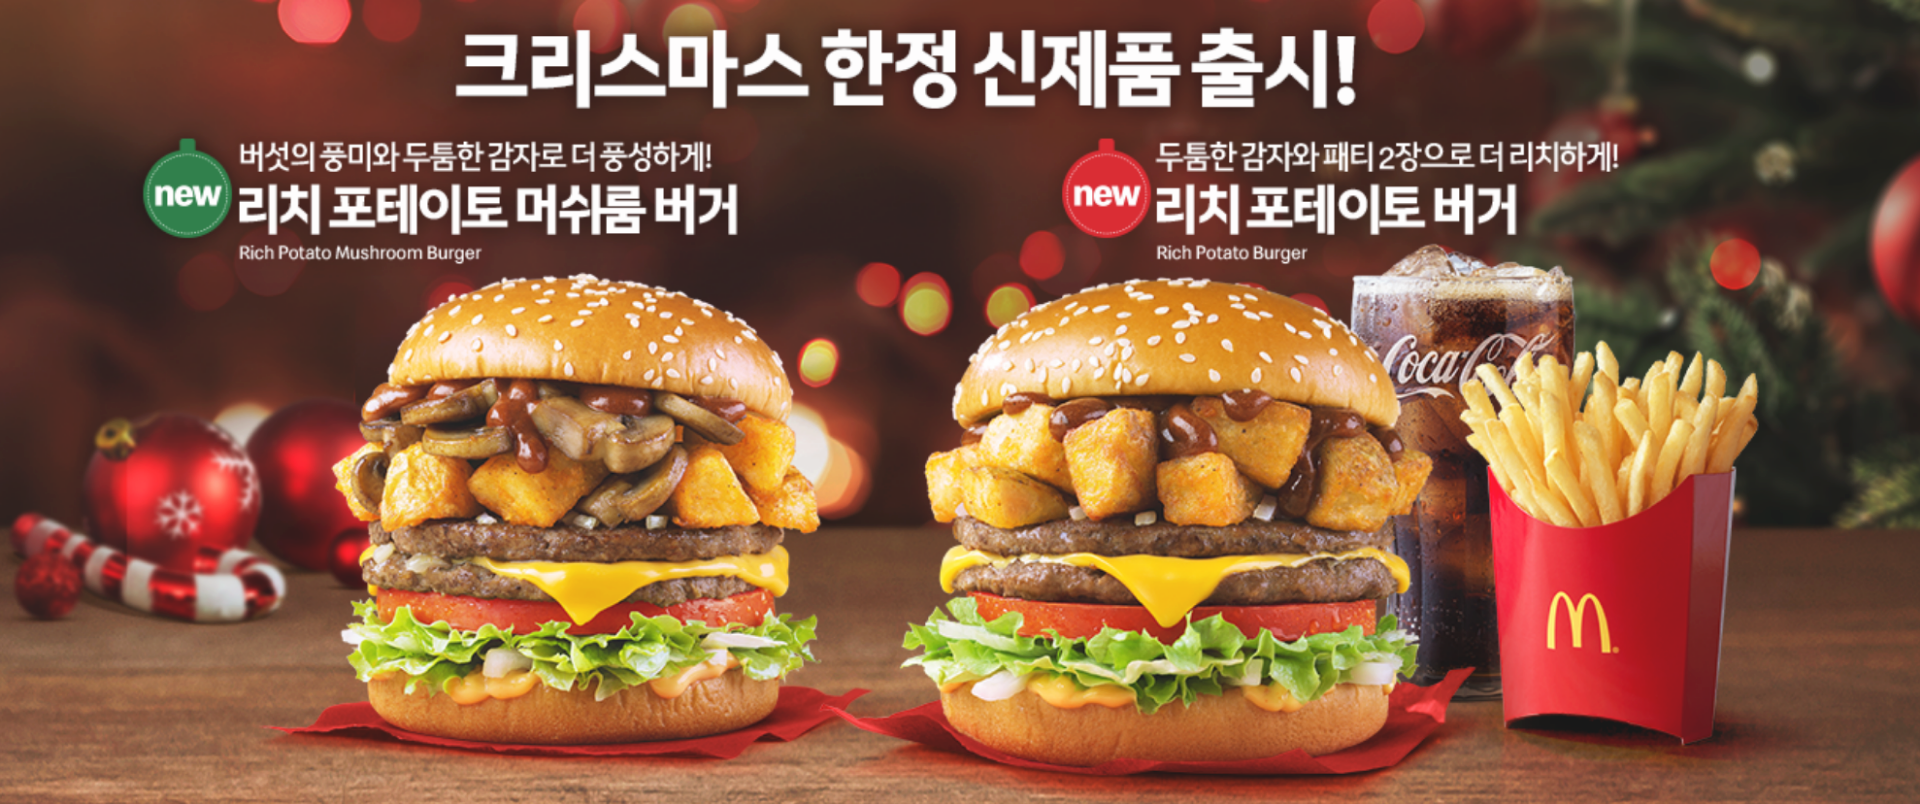 크리스마스 한정 신제품 출시!
new
버섯의 풍미와 두툼한 감자로 더 풍성하게!
리치 포테이토 머쉬룸 버거
Rich Potato Mushroom Burger
new
두툼한 감자와 패티 2장으로 더 리치하게!
리치 포테이토 버거
Rich Potato Burger
Coca-Cola
M